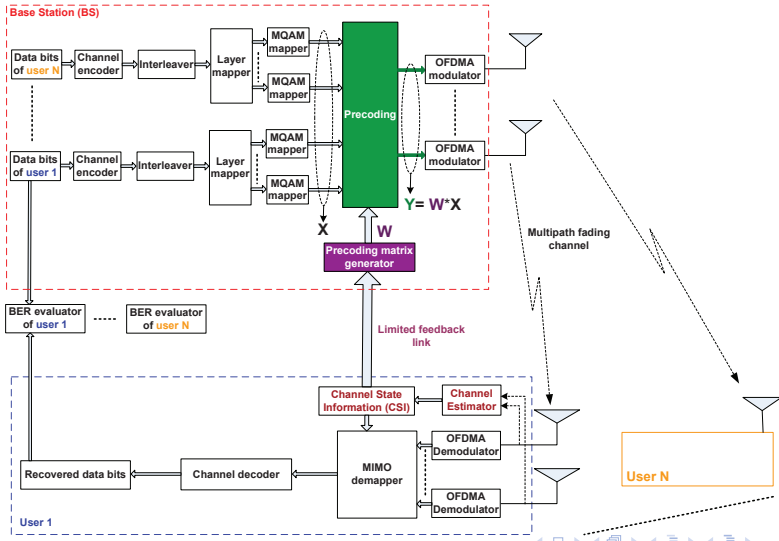 Base Station (BS)
Data bits
of user N
Channel
encoder
Interleaver
Layer
mapper
MQAM
mapper
MQAM
mapper
Precoding
OFDMA
modulator
OFDMA
modulator
Data bits
of user 1
Channel
encoder
Interleaver
Layer
mapper
MQAM
mapper
MQAM
mapper
X
W
Y= W*X
Precoding matrix
generator
Multipath fading
channel
BER evaluator
of user 1
BER evaluator
of user N
Limited feedback
link
Channel State
Information (CSI)
Channel
Estimator
Recovered data bits
Channel decoder
MIMO
demapper
OFDMA
Demodulator
OFDMA
Demodulator
User 1
User N